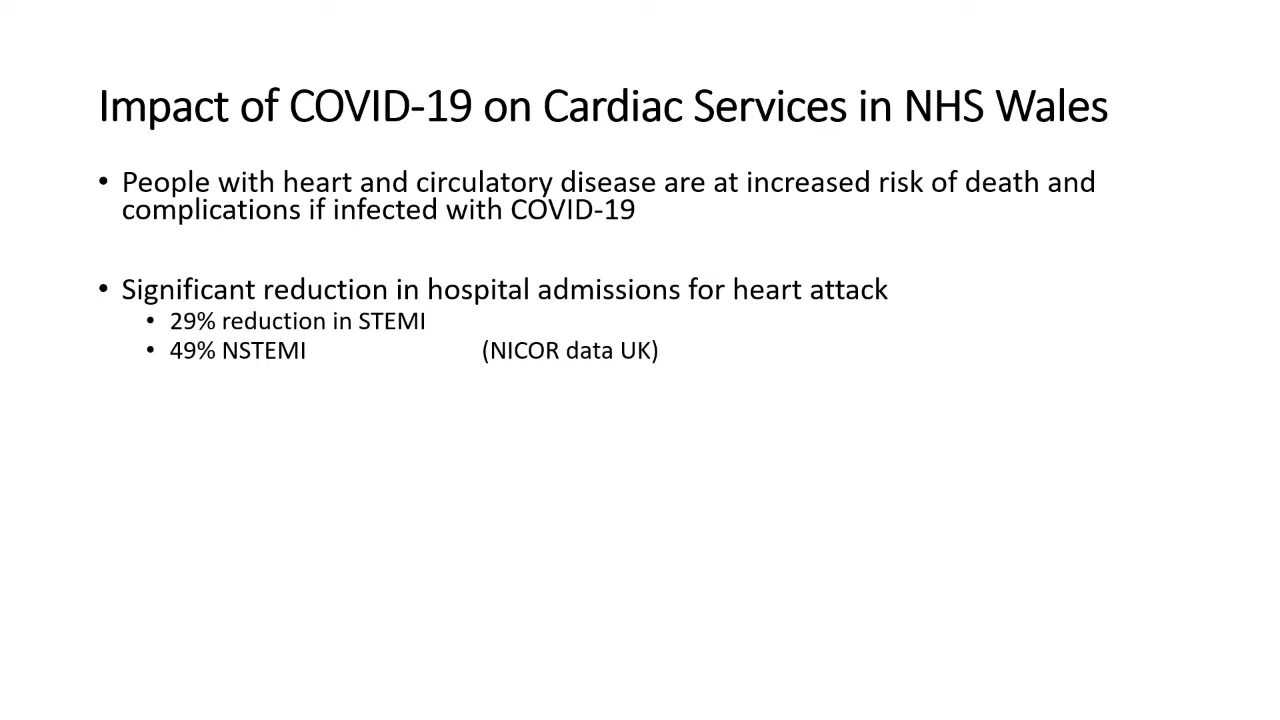 Impact of COVID-19 on Cardiac Services in NHS Wales
• People with heart and circulatory disease are at increased risk of death and
complications if infected with COVID-19
• Significant reduction in hospital admissions for heart attack
• 29% reduction in STEMI
• 49% NSTEMI (NICOR data UK)